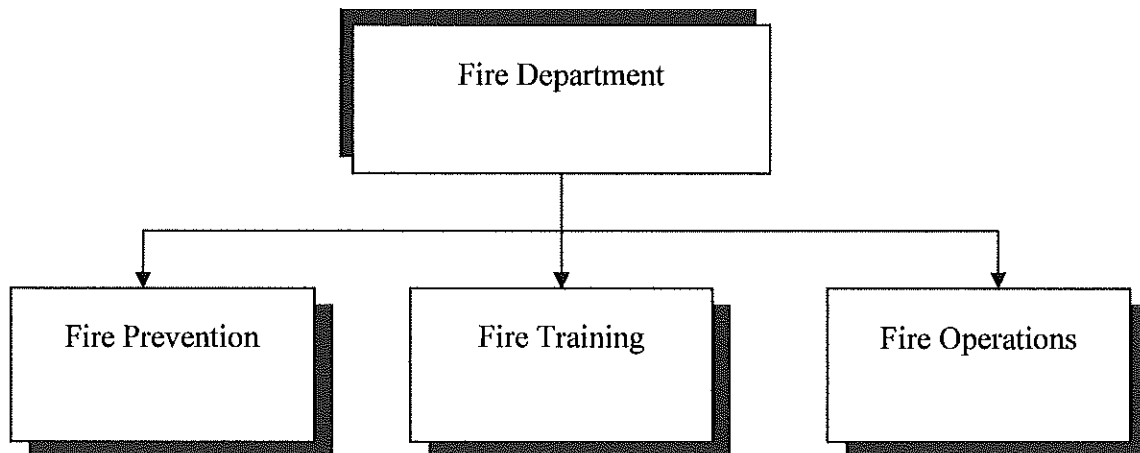 Fire Department
Fire Prevention
Fire Training
Fire Operations